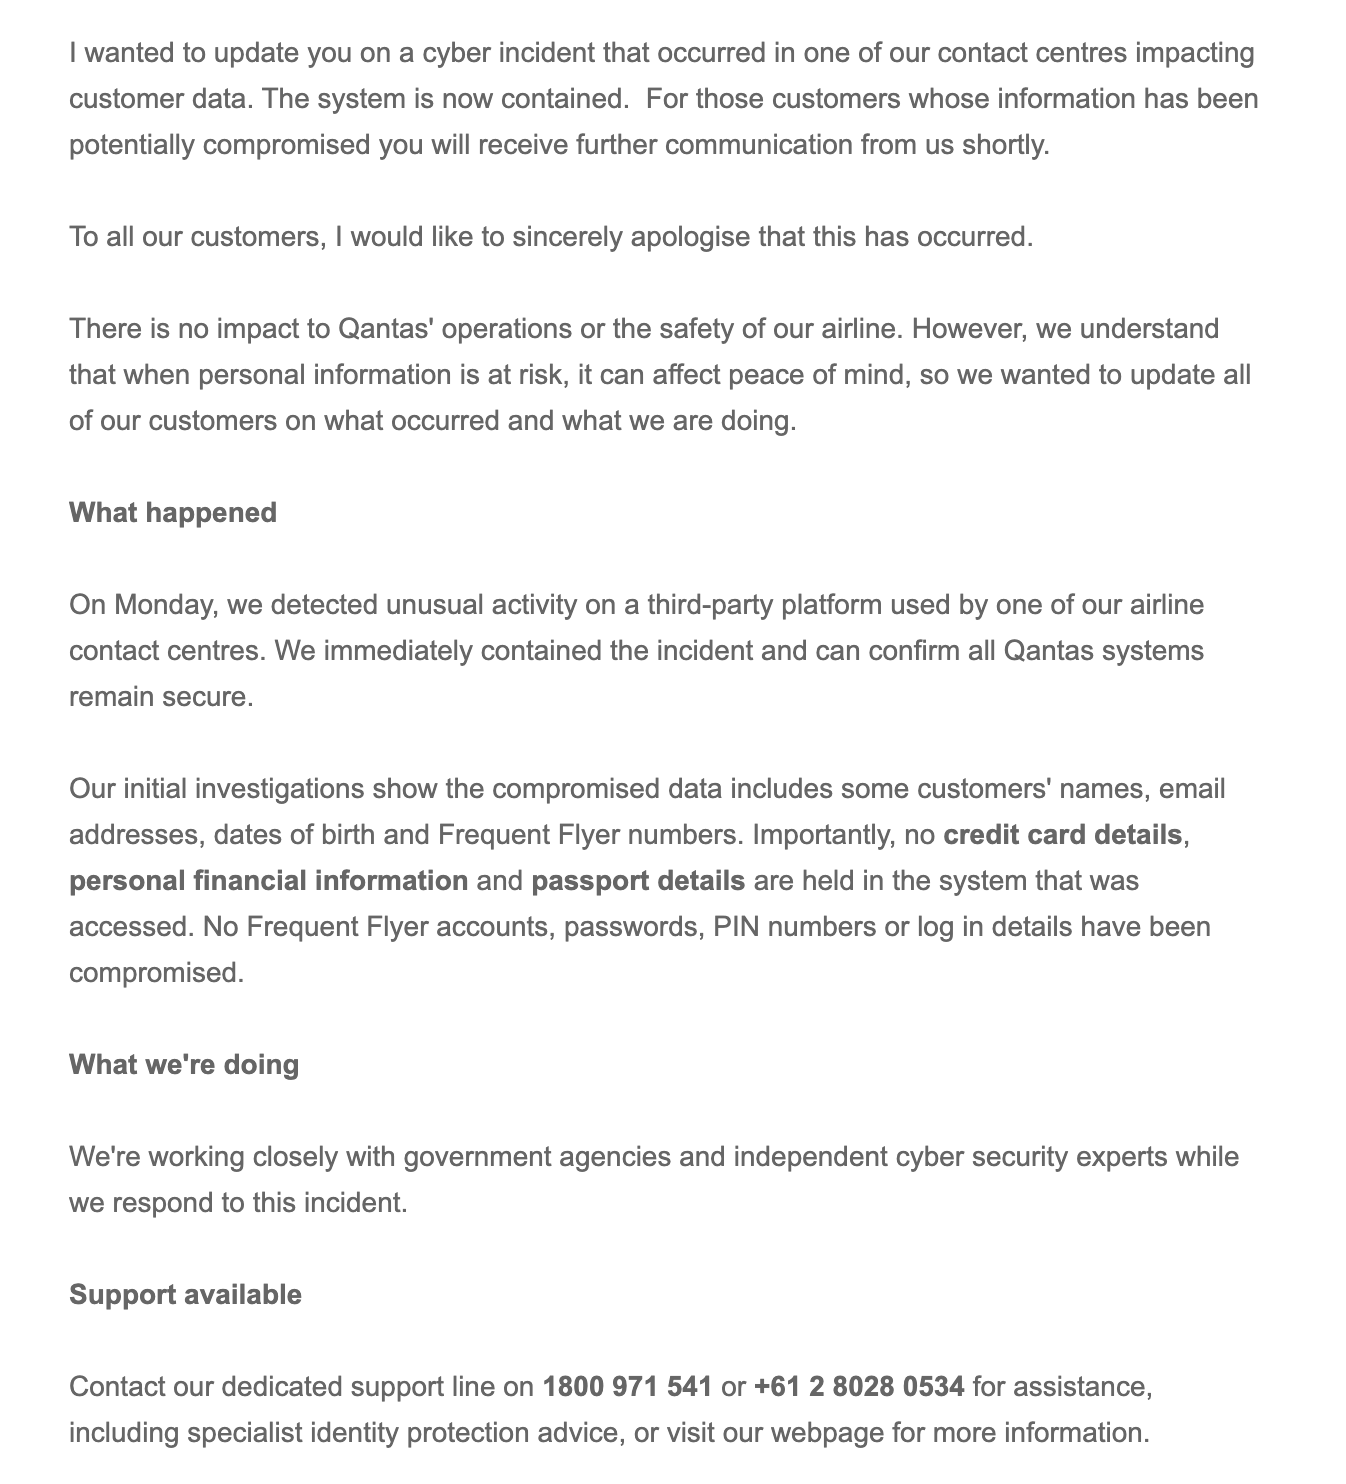 I wanted to update you on a cyber incident that occurred in one of our contact centres impacting
customer data. The system is now contained.  For those customers whose information has been
potentially compromised you will receive further communication from us shortly.
To all our customers, I would like to sincerely apologise that this has occurred.
There is no impact to Qantas' operations or the safety of our airline. However, we understand
that when personal information is at risk, it can affect peace of mind, so we wanted to update all
of our customers on what occurred and what we are doing.
What happened
On Monday, we detected unusual activity on a third-party platform used by one of our airline
contact centres. We immediately contained the incident and can confirm all Qantas systems
remain secure.
Our initial investigations show the compromised data includes some customers' names, email
addresses, dates of birth and Frequent Flyer numbers. Importantly, no credit card details,
personal financial information and passport details are held in the system that was
accessed. No Frequent Flyer accounts, passwords, PIN numbers or log in details have been
compromised.
What we're doing
We're working closely with government agencies and independent cyber security experts while
we respond to this incident.
Support available
Contact our dedicated support line on 1800 971 541 or +61 2 8028 0534 for assistance,
including specialist identity protection advice, or visit our webpage for more information.